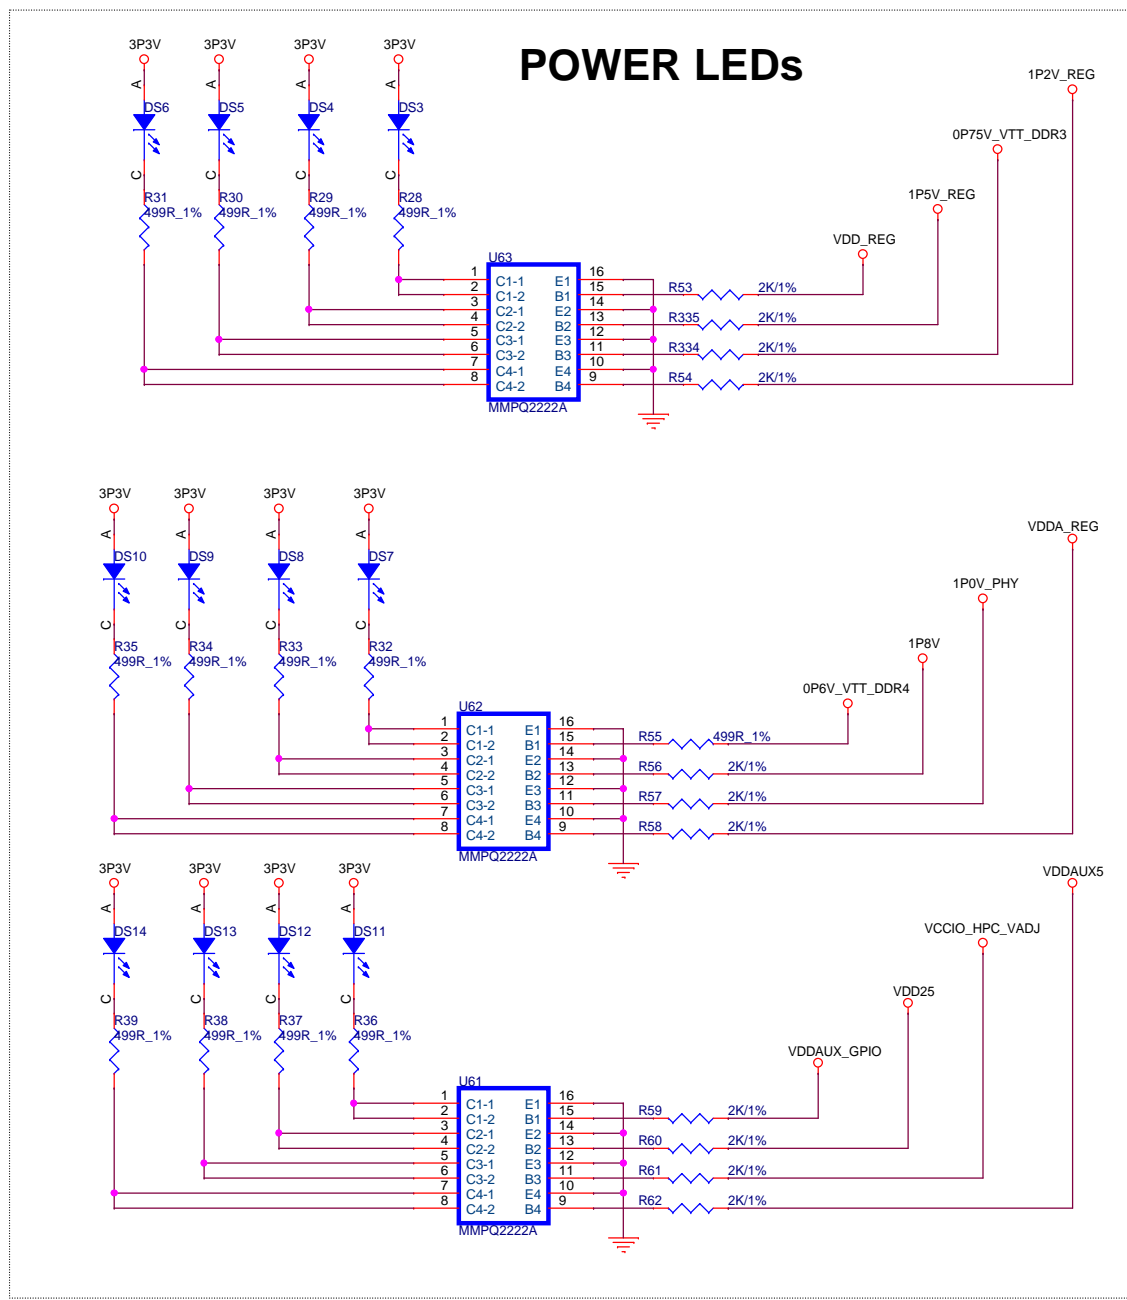 POWER LEDs
3P3V 3P3V 3P3V 3P3V
1P2V_REG
A A A A
DS6 DS5 DS4 DS3
0P75V_VTT_DDR3
C C C C
R31 R30 R29 R28
1P5V_REG
499R_1% 499R_1% 499R_1% 499R_1%
VDD_REG
U63
1 C1-1 E1 16
2 C1-2 B1 15 R53 2K/1%
3 C2-1 E2 14
4 C2-2 B2 13 R335 2K/1%
5 C3-1 E3 12
6 C3-2 B3 11 R334 2K/1%
7 C4-1 E4 10
8 C4-2 B4 9 R54 2K/1%
MMPQ2222A
3P3V 3P3V 3P3V 3P3V
VDDA_REG
A A A A
DS10 DS9 DS8 DS7
1P0V_PHY
C C C C
R35 R34 R33 R32
1P8V
499R_1% 499R_1% 499R_1% 499R_1%
0P6V_VTT_DDR4
U62
1 C1-1 E1 16
2 C1-2 B1 15 R55 499R_1%
3 C2-1 E2 14
4 C2-2 B2 13 R56 2K/1%
5 C3-1 E3 12
6 C3-2 B3 11 R57 2K/1%
7 C4-1 E4 10
8 C4-2 B4 9 R58 2K/1%
MMPQ2222A
3P3V 3P3V 3P3V 3P3V
VDDAUX5
A A A A
DS14 DS13 DS12 DS11
VCCIO_HPC_VADJ
C C C C
VDD25
R39 R38 R37 R36
499R_1% 499R_1% 499R_1% 499R_1%
VDDAUX_GPIO
U61
1 C1-1 E1 16
2 C1-2 B1 15 R59 2K/1%
3 C2-1 E2 14
4 C2-2 B2 13 R60 2K/1%
5 C3-1 E3 12
6 C3-2 B3 11 R61 2K/1%
7 C4-1 E4 10
8 C4-2 B4 9 R62 2K/1%
MMPQ2222A